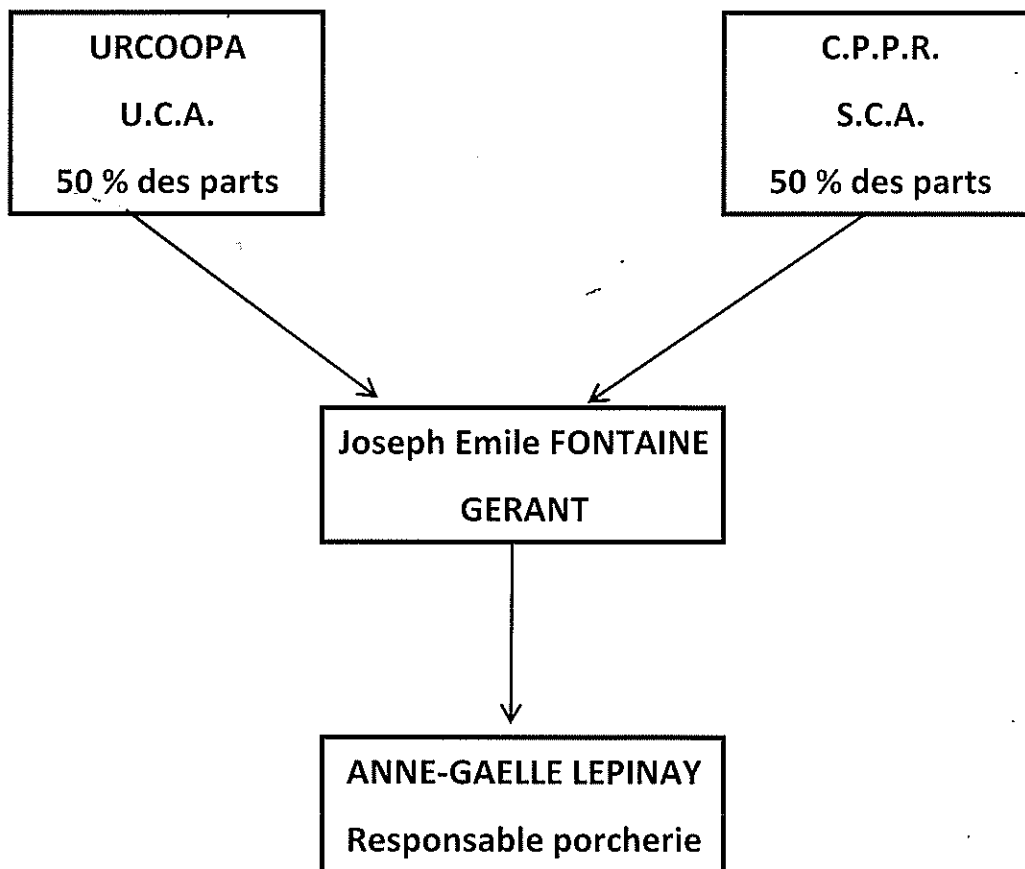 URCOOPA
U.C.A.
50 % des parts
C.P.P.R.
S.C.A.
50 % des parts
Joseph Emile FONTAINE
GERANT
ANNE-GAELLE LEPINAY
Responsable porcherie